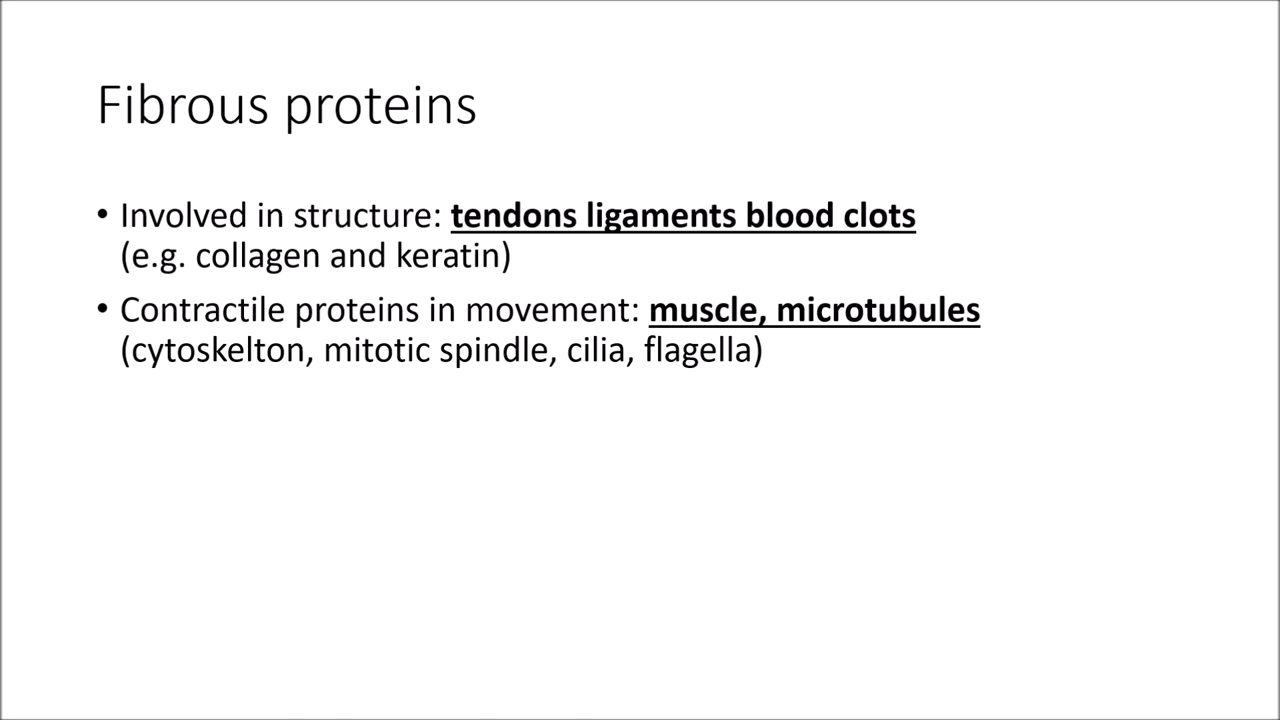 Fibrous proteins
• Involved in structure: tendons ligaments blood clots
(e.g. collagen and keratin)
• Contractile proteins in movement: muscle, microtubules
(cytoskelton, mitotic spindle, cilia, flagella)